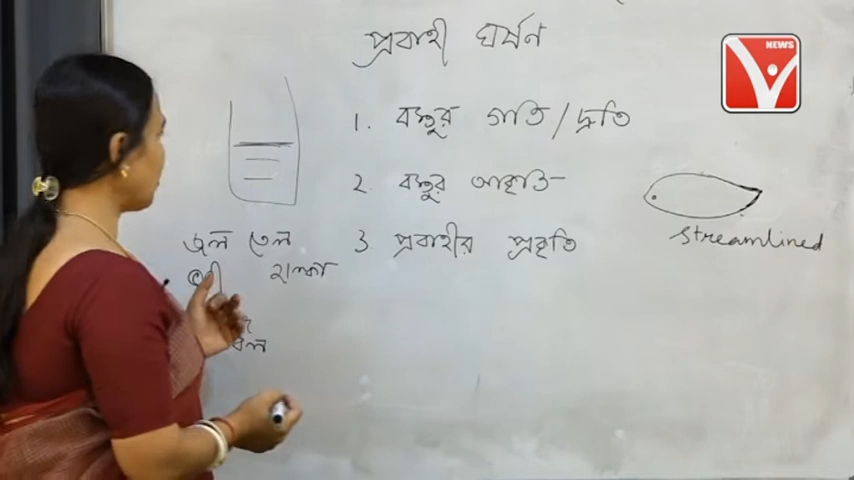 প্রবাহী ঘর্ষণ
NEWS
1. বস্তুর গতি / দ্রুতি
2. বস্তুর আকৃতি
streamlined
3 প্রবাহীর প্রকৃতি
জল তেল
হাল্কা